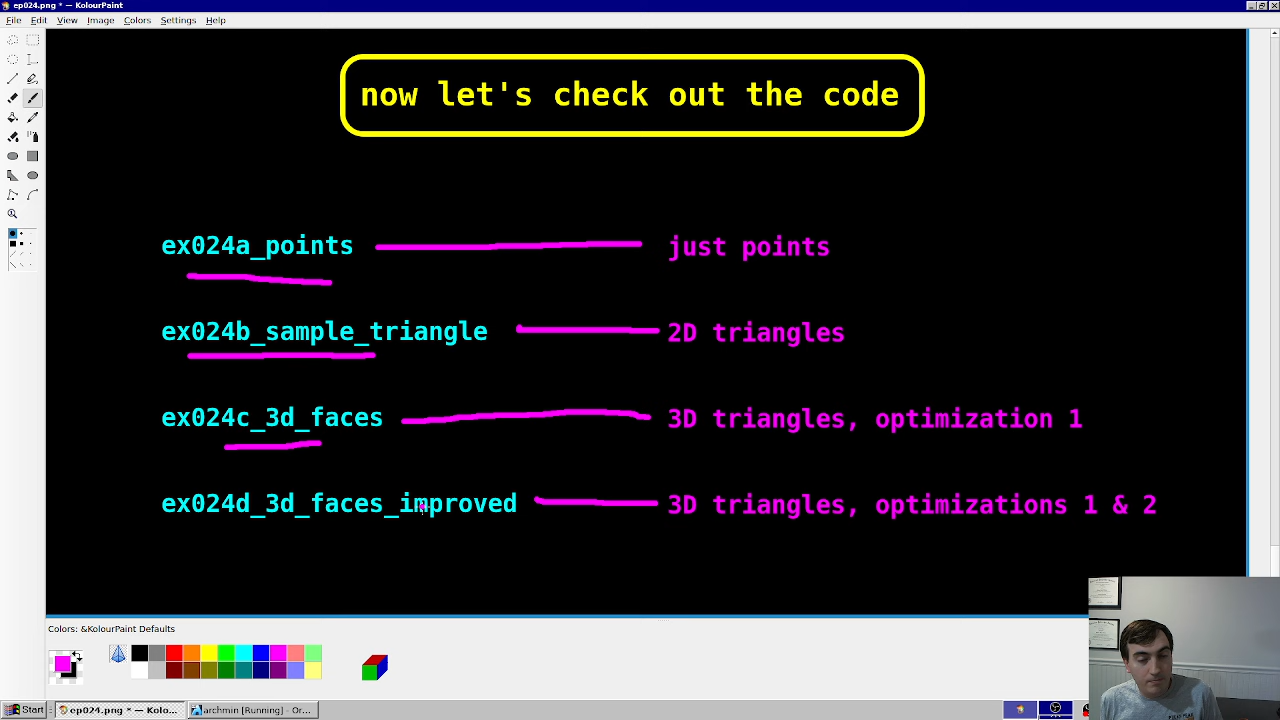 ep024.png * — KolourPaint
File Edit View Image Colors Settings Help
now let's check out the code
ex024a_points just points
ex024b_sample_triangle 2D triangles
ex024c_3d_faces 3D triangles, optimization 1
ex024d_3d_faces_improved 3D triangles, optimizations 1 & 2
Colors: &KolourPaint Defaults
Start ep024.png * — Kolo... archmin [Running] - Or...